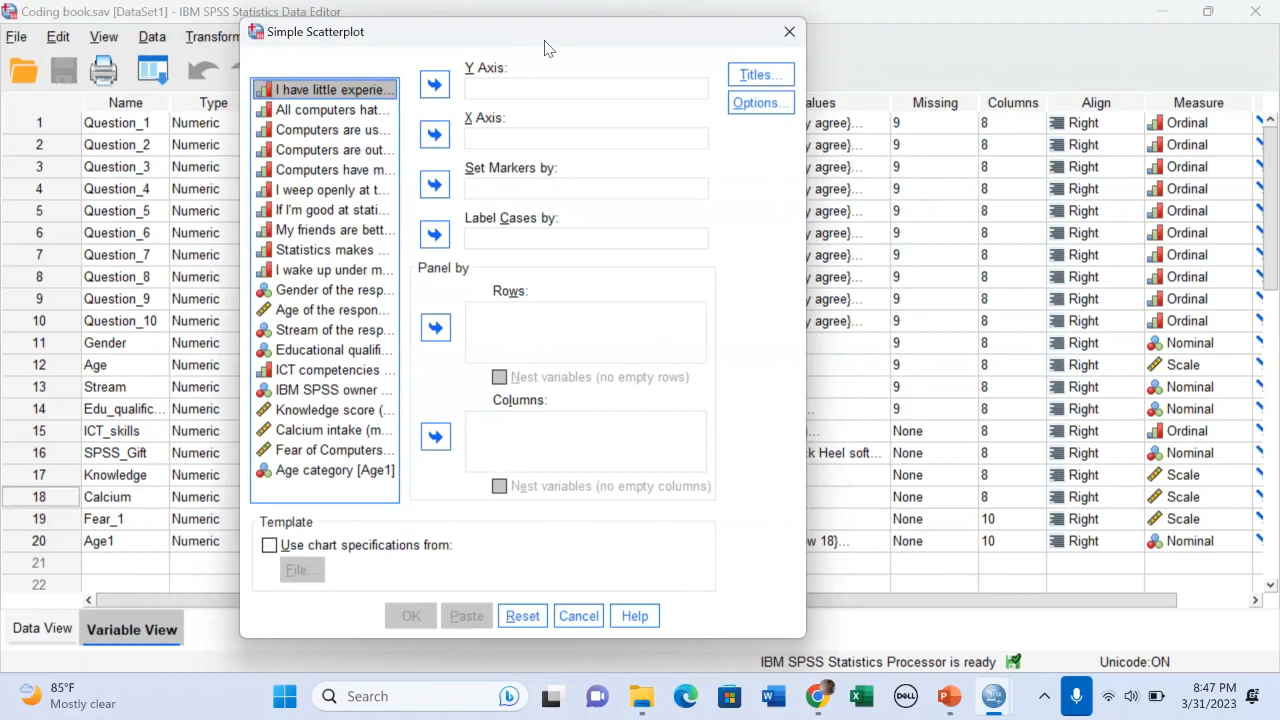 Coding book.sav [DataSet1] - IBM SPSS Statistics Data Editor
File Edit View Data Transform
Simple Scatterplot
Name Type
1 Question_1 Numeric
2 Question_2 Numeric
3 Question_3 Numeric
4 Question_4 Numeric
5 Question_5 Numeric
6 Question_6 Numeric
7 Question_7 Numeric
8 Question_8 Numeric
9 Question_9 Numeric
10 Question_10 Numeric
11 Gender Numeric
12 Age Numeric
13 Stream Numeric
14 Edu_qualific... Numeric
15 ICT_skills Numeric
16 SPSS_Gift Numeric
17 Knowledge Numeric
18 Calcium Numeric
19 Fear_1 Numeric
20 Age1 Numeric
21
22
I have little experie...
All computers hat...
Computers are us...
Computers are out...
Computers have m...
I weep openly at t...
If I'm good at stati...
My friends are bett...
Statistics makes ...
I wake up under m...
Gender of the resp...
Age of the respon...
Stream of the resp...
Educational qualifi...
ICT competencies ...
IBM SPSS owner ...
Knowledge score (...
Calcium intake (m...
Fear of Computers...
Age category [Age1]
Y Axis:
X Axis:
Set Markers by:
Label Cases by:
Panel by
Rows:
Nest variables (no empty rows)
Columns:
Nest variables (no empty columns)
Titles...
Options...
Template
Use chart specifications from:
File...
OK Paste Reset Cancel Help
alues Missing Columns Align Measure
y agree}... 9 8 Right Ordinal
y agree}... 9 8 Right Ordinal
y agree}... 9 8 Right Ordinal
y agree}... 9 8 Right Ordinal
y agree}... 9 8 Right Ordinal
y agree}... 9 8 Right Ordinal
y agree}... 9 8 Right Ordinal
y agree}... 9 8 Right Ordinal
y agree}... 9 8 Right Ordinal
y agree}... 9 8 Right Ordinal
9 8 Right Nominal
9 8 Right Scale
9 8 Right Nominal
... 9 8 Right Nominal
}... None 8 Right Ordinal
k Heel soft... None 8 Right Nominal
None 8 Right Scale
None 8 Right Scale
None 10 Right Scale
w 18}... None 10 Right Nominal
Data View Variable View
IBM SPSS Statistics Processor is ready Unicode:ON
85°F
Mostly clear
Search
DELL
8:47 PM
3/31/2023